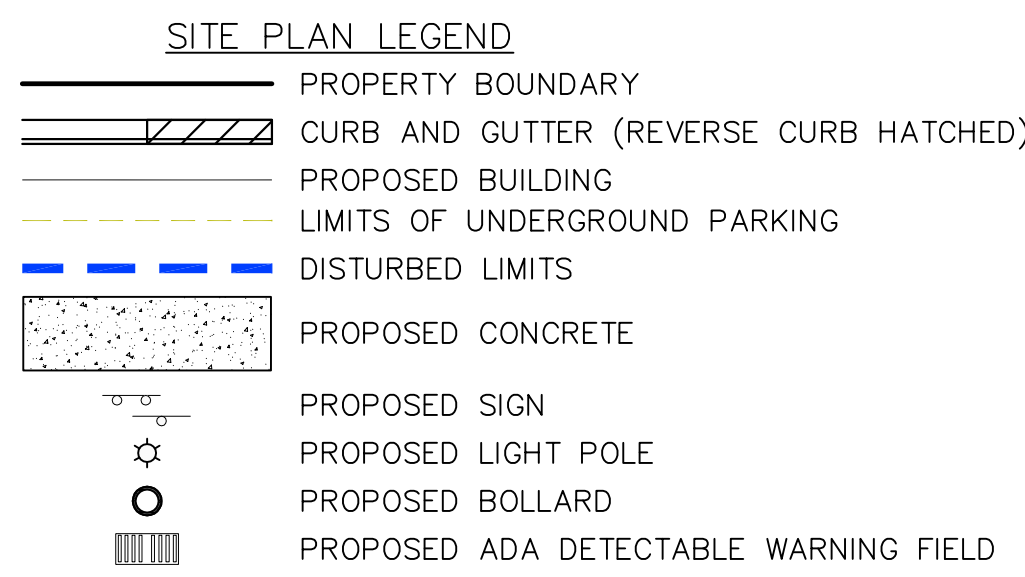 SITE PLAN LEGEND
PROPERTY BOUNDARY
CURB AND GUTTER (REVERSE CURB HATCHED)
PROPOSED BUILDING
LIMITS OF UNDERGROUND PARKING
DISTURBED LIMITS
PROPOSED CONCRETE
PROPOSED SIGN
PROPOSED LIGHT POLE
PROPOSED BOLLARD
PROPOSED ADA DETECTABLE WARNING FIELD